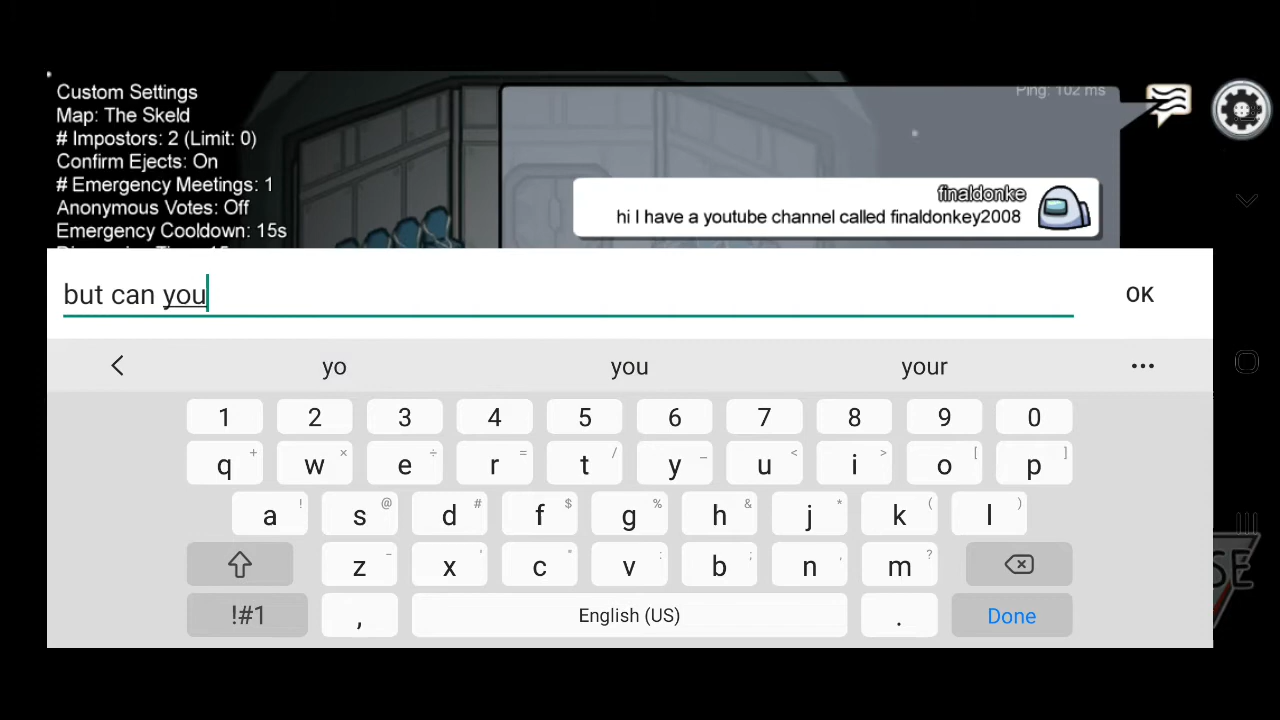 Custom Settings
Map: The Skeld
# Impostors: 2 (Limit: 0)
Confirm Ejects: On
# Emergency Meetings: 1
Anonymous Votes: Off
Emergency Cooldown: 15s
Ping: 102 ms
finaldonke
hi I have a youtube channel called finaldonkey2008
but can you
OK
yo you your
1 2 3 4 5 6 7 8 9 0
q + w × e ÷ r = t / y _ u < i > o [ p ]
a ! s @ d # f $ g % h & j * k ( l )
z - x ' c " v : b ; n , m ?
!#1 , English (US) . Done